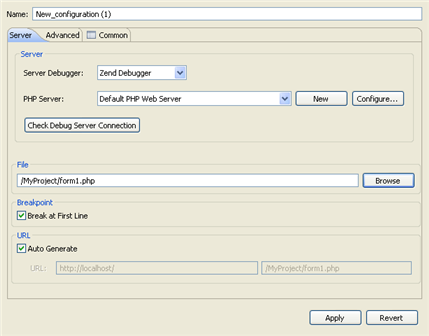 Name: New_configuration (1)
Server Advanced Common
Server
Server Debugger: Zend Debugger
PHP Server: Default PHP Web Server New Configure...
Check Debug Server Connection
File
/MyProject/form1.php Browse
Breakpoint
Break at First Line
URL
Auto Generate
URL: http://localhost/ /MyProject/form1.php
Apply Revert